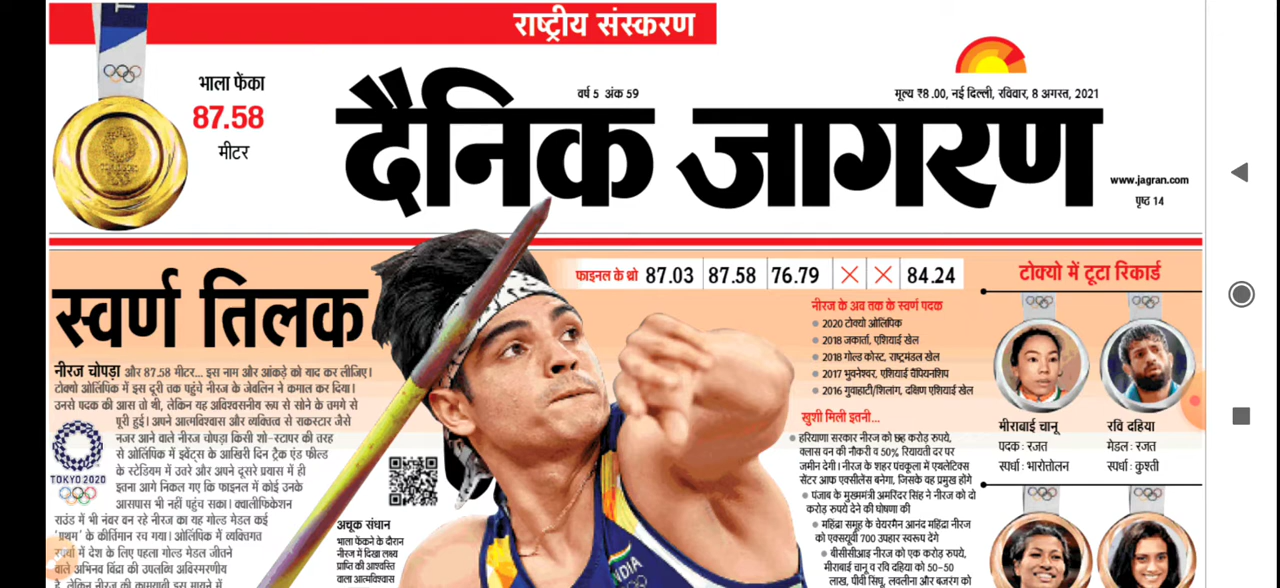 राष्ट्रीय संस्करण
भाला फेंका
87.58
मीटर
वर्ष 5 अंक 59
मूल्य ₹8.00, नई दिल्ली, रविवार, 8 अगस्त, 2021
दैनिक जागरण
www.jagran.com
पृष्ठ 14
स्वर्ण तिलक
नीरज चोपड़ा और 87.58 मीटर... इस नाम और आंकड़े को याद कर लीजिए।
टोक्यो ओलिंपिक में इस दूरी तक पहुंचे नीरज के जेवलिन ने कमाल कर दिया।
उनसे पदक की आस तो थी, लेकिन यह अविश्वसनीय रूप से सोने के तमगे से
पूरी हुई। अपने आत्मविश्वास और व्यक्तित्व से राकस्टार जैसे
नजर आने वाले नीरज चोपड़ा किसी शो-स्टापर की तरह
से ओलिंपिक में इवेंट्स के आखिरी दिन ट्रैक एंड फील्ड
के स्टेडियम में उतरे और अपने दूसरे प्रयास में ही
इतना आगे निकल गए कि फाइनल में कोई उनके
आसपास भी नहीं पहुंच सका। क्वालीफिकेशन
राउंड में भी नंबर वन रहे नीरज का यह गोल्ड मेडल कई
'प्रथम' के कीर्तिमान रच गया। ओलिंपिक में व्यक्तिगत
स्पर्धा में देश के लिए पहला गोल्ड मेडल जीतने
वाले अभिनव बिंद्रा की उपलब्धि अविस्मरणीय
है, लेकिन नीरज की कामयाबी इस मायने में
TOKYO 2020
अचूक संधान
भाला फेंकने के दौरान
नीरज में दिखा लक्ष्य
प्राप्ति की आश्वस्ति
वाला आत्मविश्वास
INDIA
फाइनल के थ्रो 87.03 87.58 76.79 X X 84.24
नीरज के अब तक के स्वर्ण पदक
● 2020 टोक्यो ओलिंपिक
● 2018 जकार्ता, एशियाई खेल
● 2018 गोल्ड कोस्ट, राष्ट्रमंडल खेल
● 2017 भुवनेश्वर, एशियाई चैंपियनशिप
● 2016 गुवाहाटी/शिलांग, दक्षिण एशियाई खेल
खुशी मिली इतनी...
● हरियाणा सरकार नीरज को छह करोड़ रुपये,
क्लास वन की नौकरी व 50% रियायती दर पर
जमीन देगी। नीरज के शहर पंचकूला में एथलेटिक्स
सेंटर आफ एक्सीलेंस बनेगा, जिसके वह प्रमुख होंगे
● पंजाब के मुख्यमंत्री अमरिंदर सिंह ने नीरज को दो
करोड़ रुपये देने की घोषणा की
● महिंद्रा समूह के चेयरमैन आनंद महिंद्रा नीरज
को एक्सयूवी 700 उपहार स्वरूप देंगे
● बीसीसीआइ नीरज को एक करोड़ रुपये,
मीराबाई चानू व रवि दहिया को 50-50
लाख, पीवी सिंधू, लवलीना और बजरंग को
टोक्यो में टूटा रिकार्ड
मीराबाई चानू
पदक : रजत
स्पर्धा : भारोत्तोलन
रवि दहिया
मेडल : रजत
स्पर्धा : कुश्ती